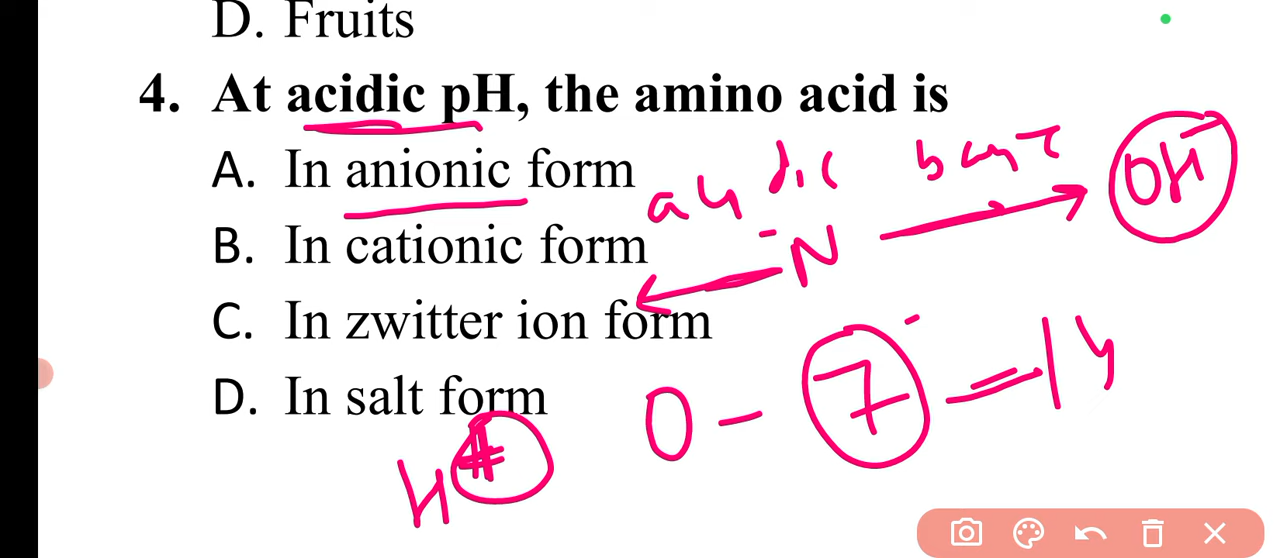 D. Fruits
4. At acidic pH, the amino acid is
A. In anionic form
B. In cationic form
C. In zwitter ion form
D. In salt form
N
OH⁻
0 - 7 - 14
H⁺